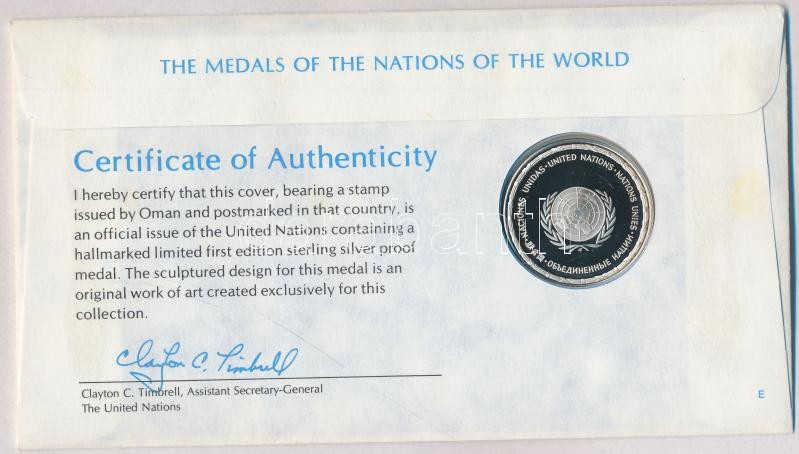 THE MEDALS OF THE NATIONS OF THE WORLD
Certificate of Authenticity
I hereby certify that this cover, bearing a stamp
issued by Oman and postmarked in that country, is
an official issue of the United Nations containing a
hallmarked limited first edition sterling silver proof
medal. The sculptured design for this medal is an
original work of art created exclusively for this
collection.
Clayton C. Timbrell
Clayton C. Timbrell, Assistant Secretary-General
The United Nations
NACIONES UNIDAS · UNITED NATIONS · NATIONS UNIES · ОБЪЕДИНЕННЫЕ НАЦИИ ·
E